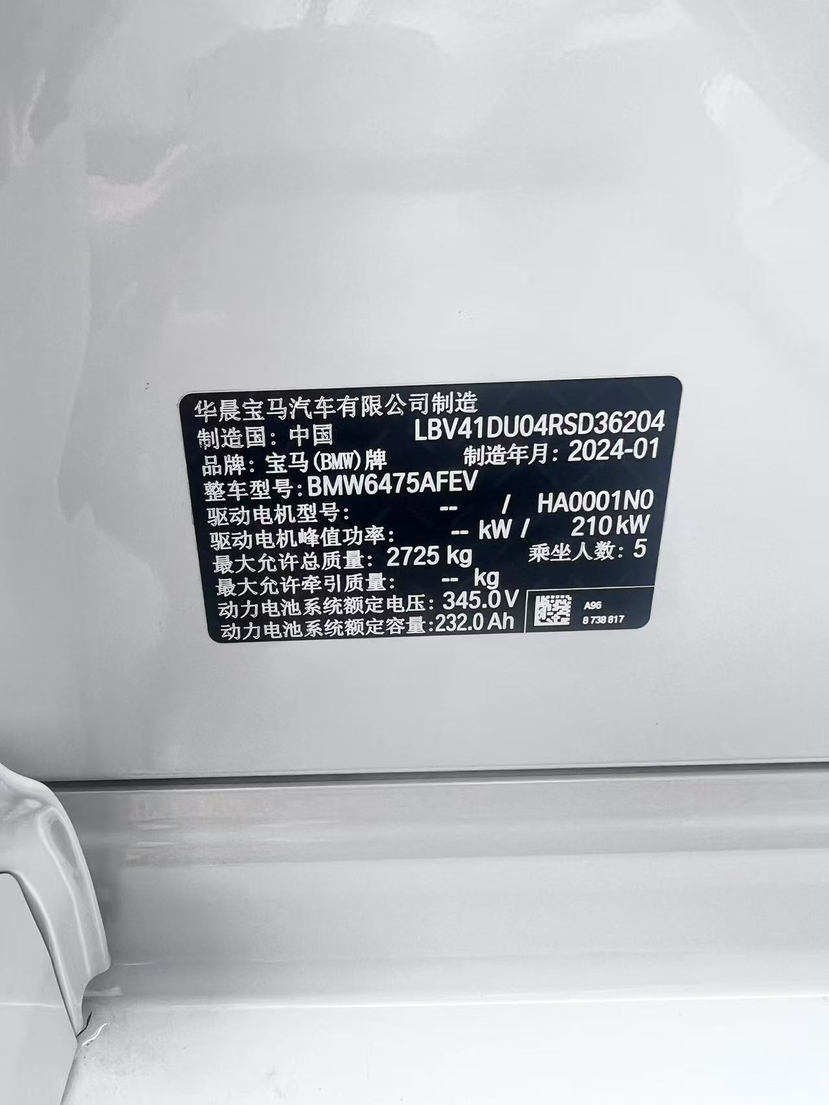 华晨宝马汽车有限公司制造
制造国: 中国 LBV41DU04RSD36204
品牌: 宝马(BMW)牌 制造年月: 2024-01
整车型号:BMW6475AFEV
驱动电机型号: -- / HA0001N0
驱动电机峰值功率: -- kW / 210 kW
最大允许总质量: 2725 kg 乘坐人数: 5
最大允许牵引质量: -- kg
动力电池系统额定电压: 345.0 V A96
动力电池系统额定容量:232.0 Ah 8 738 817